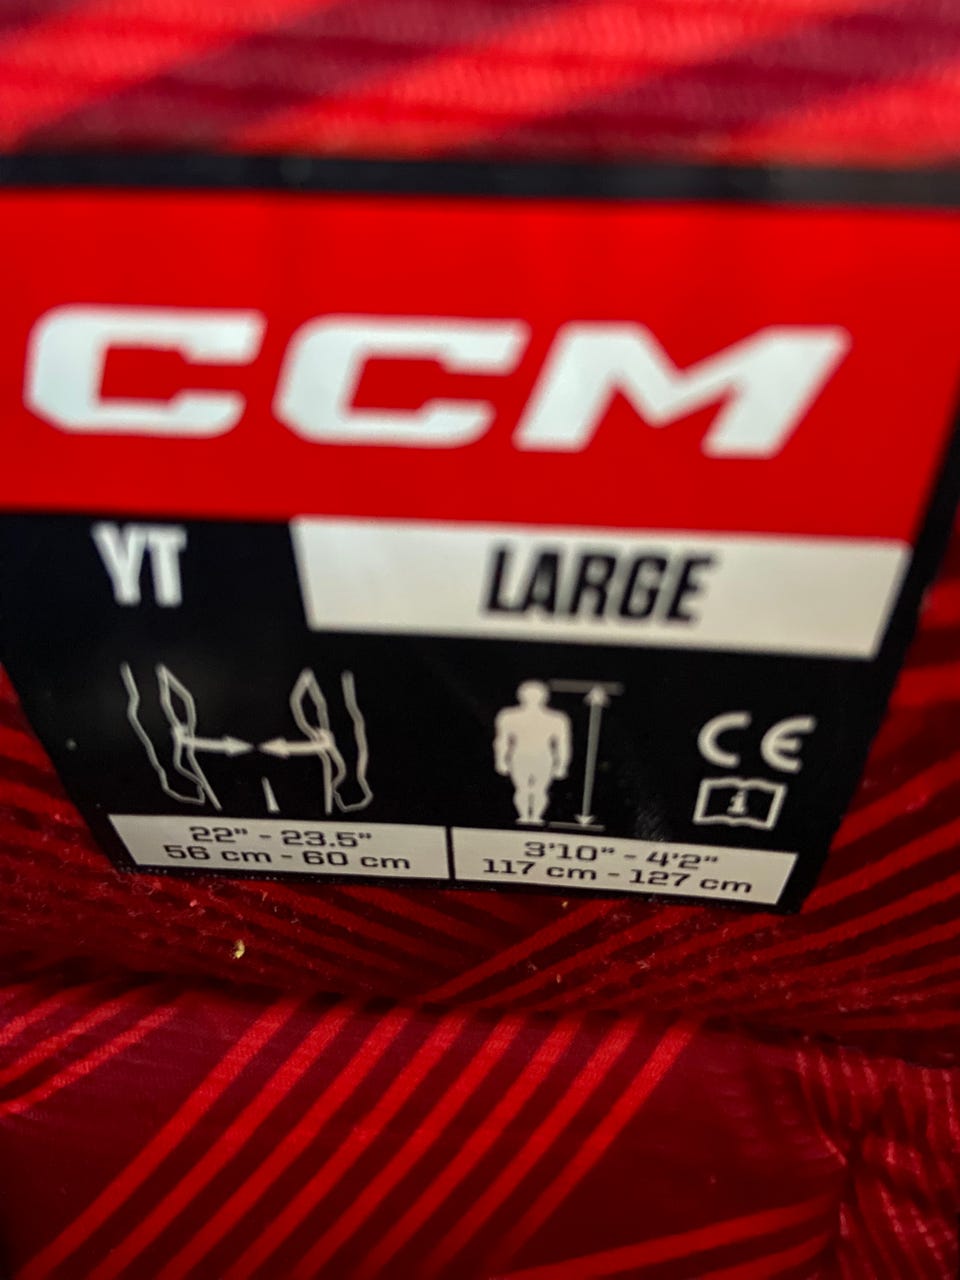 CCM
YT LARGE
CE
i
22" - 23.5"
56 cm - 60 cm
3'10" - 4'2"
117 cm - 127 cm